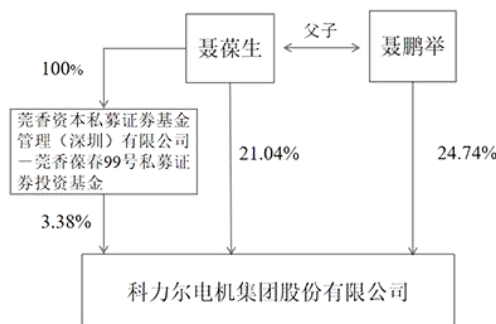 聂葆生
父子
聂鹏举
100%
莞香资本私募证券基金
管理（深圳）有限公司
－莞香葆春99号私募证
券投资基金
21.04%
24.74%
3.38%
科力尔电机集团股份有限公司